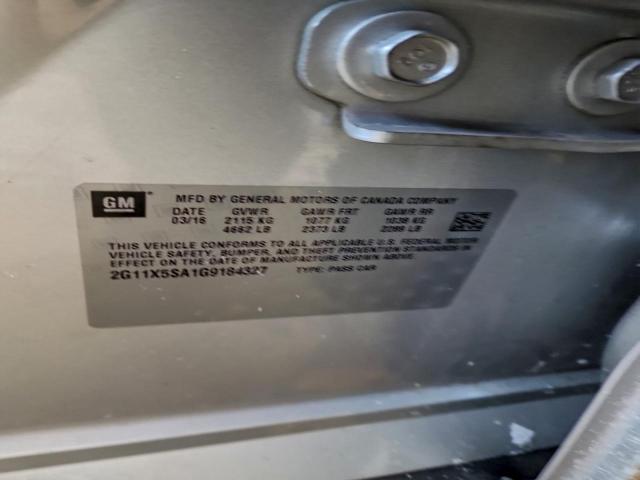 GM
MFD BY GENERAL MOTORS OF CANADA COMPANY
DATE GVWR GAWR FRT GAWR RR
03/16 2115 KG 1077 KG 1038 KG
4662 LB 2373 LB 2289 LB
THIS VEHICLE CONFORMS TO ALL APPLICABLE U.S. FEDERAL MOTOR
VEHICLE SAFETY, BUMPER, AND THEFT PREVENTION STANDARDS IN
EFFECT ON THE DATE OF MANUFACTURE SHOWN ABOVE.
2G11X5SA1G9184327 TYPE: PASS CAR